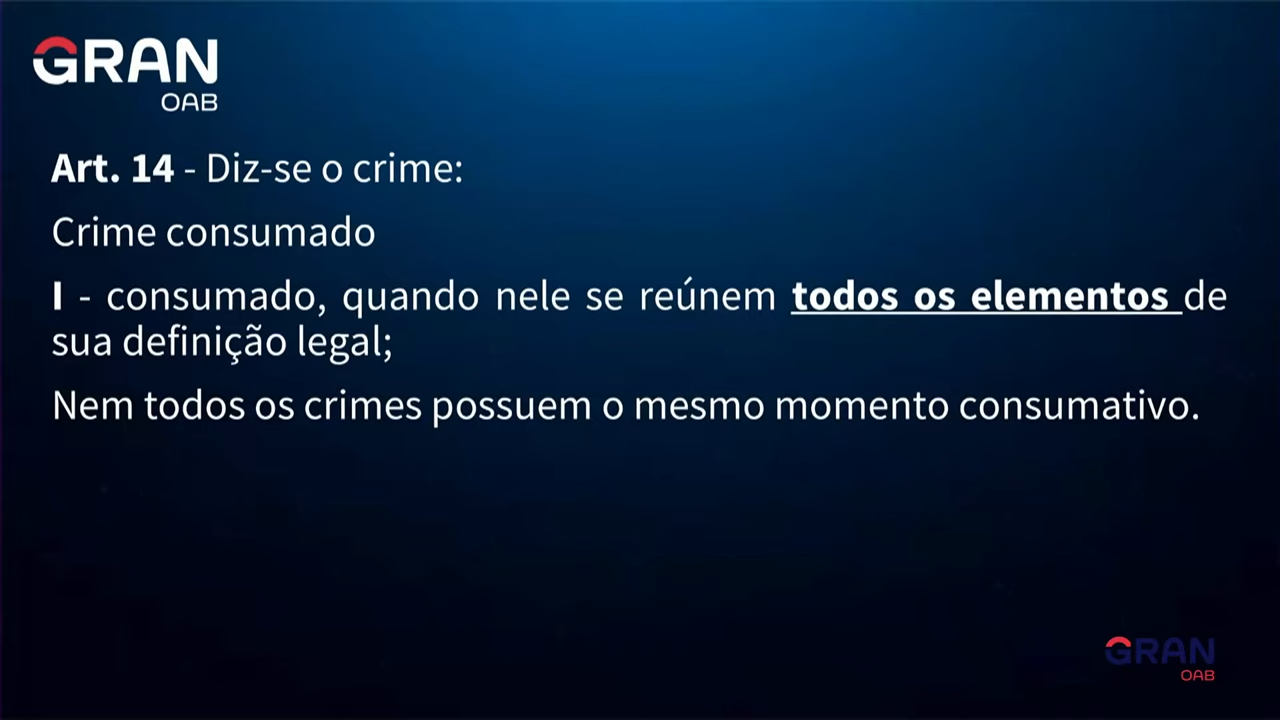 GRAN
OAB
Art. 14 - Diz-se o crime:
Crime consumado
I - consumado, quando nele se reúnem todos os elementos de
sua definição legal;
Nem todos os crimes possuem o mesmo momento consumativo.
GRAN
OAB